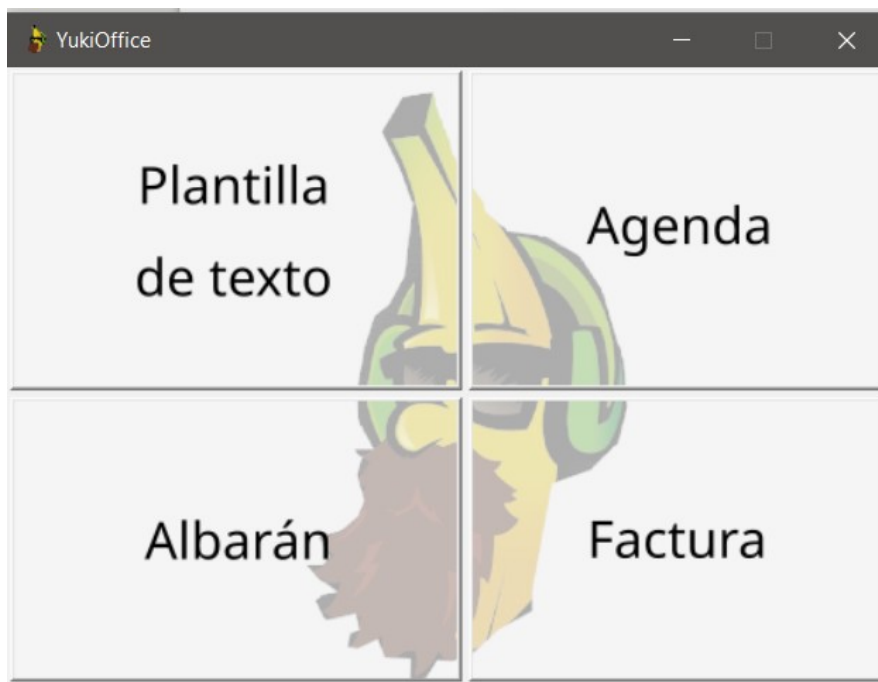 YukiOffice
Plantilla
de texto
Agenda
Albarán
Factura